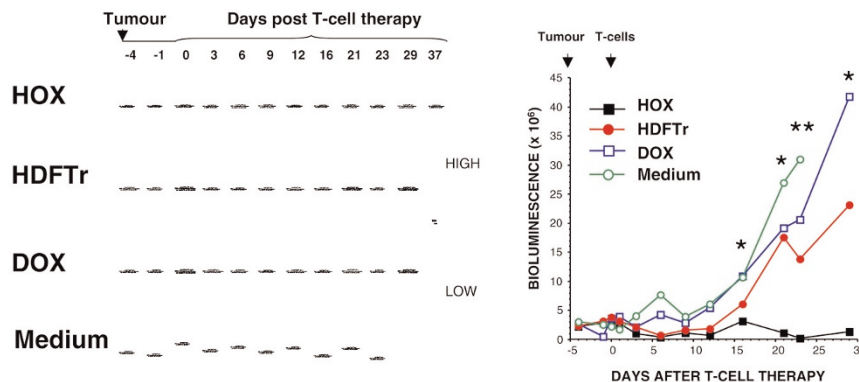 Tumour
Days post T-cell therapy
-4 -1 0 3 6 9 12 16 21 23 29 37
HOX
HDFTr
HIGH
DOX
LOW
Medium
Tumour T-cells
45
40
35
30
25
20
15
10
5
0
BIOLUMINESCENCE (x 10⁶)
HOX
HDFTr
DOX
Medium
*
*
**
*
-5 0 5 10 15 20 25 3
DAYS AFTER T-CELL THERAPY